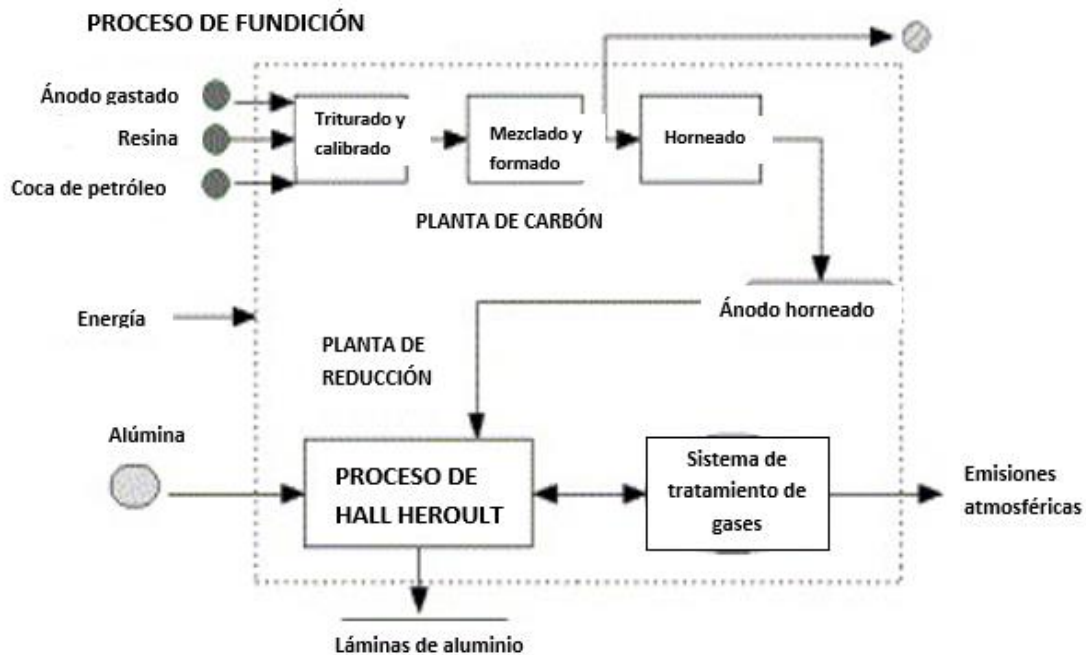 PROCESO DE FUNDICIÓN
Ánodo gastado
Resina
Coca de petróleo
Triturado y
calibrado
Mezclado y
formado
Horneado
PLANTA DE CARBÓN
Energía
Ánodo horneado
PLANTA DE
REDUCCIÓN
Alúmina
PROCESO DE
HALL HEROULT
Sistema de
tratamiento de
gases
Emisiones
atmosféricas
Láminas de aluminio